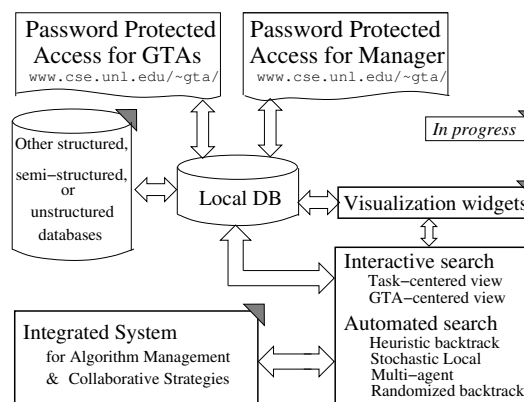 Password Protected
Access for GTAs
www.cse.unl.edu/~gta/
Password Protected
Access for Manager
www.cse.unl.edu/~gta/
In progress
Other structured,
semi−structured,
or
unstructured
databases
Local DB
Visualization widgets
Interactive search
Task−centered view
GTA−centered view
Automated search
Heuristic backtrack
Stochastic Local
Multi−agent
Randomized backtrack
Integrated System
for Algorithm Management
& Collaborative Strategies